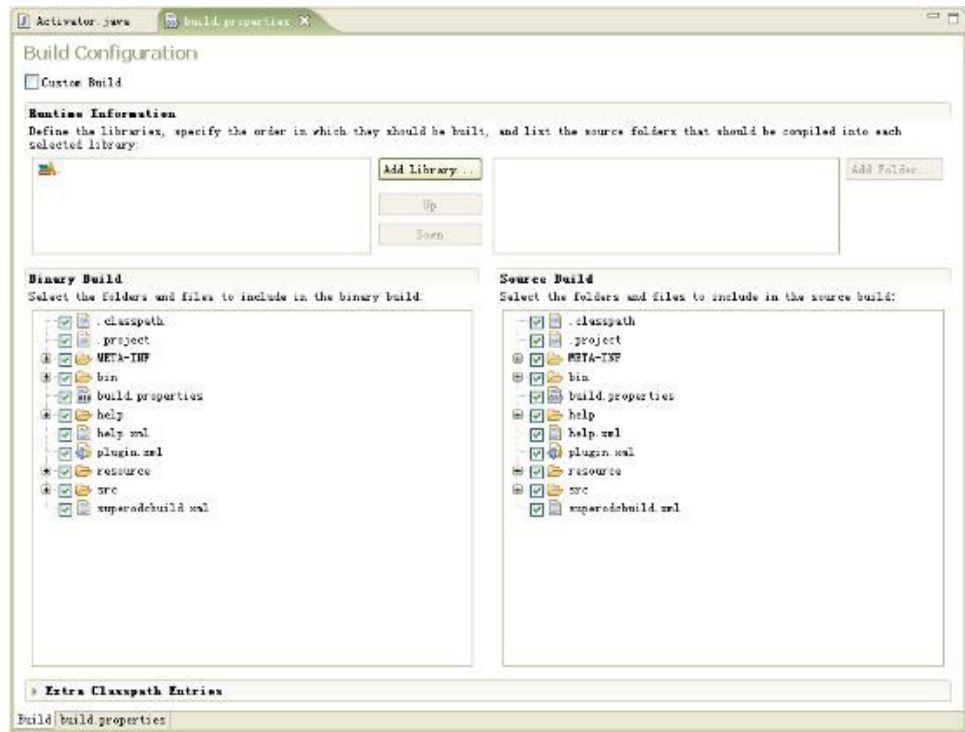 Activator.java
build.properties
Build Configuration
Custom Build
Runtime Information
Define the libraries, specify the order in which they should be built, and list the source folders that should be compiled into each
selected library:
Add Library...
Add Folder...
Up
Down
Binary Build
Select the folders and files to include in the binary build:
.classpath
.project
META-INF
bin
build.properties
help
help.xml
plugin.xml
resource
src
superodcbuild.xml
Source Build
Select the folders and files to include in the source build:
.classpath
.project
META-INF
bin
build.properties
help
help.xml
plugin.xml
resource
src
superodcbuild.xml
Extra Classpath Entries
Build
build.properties